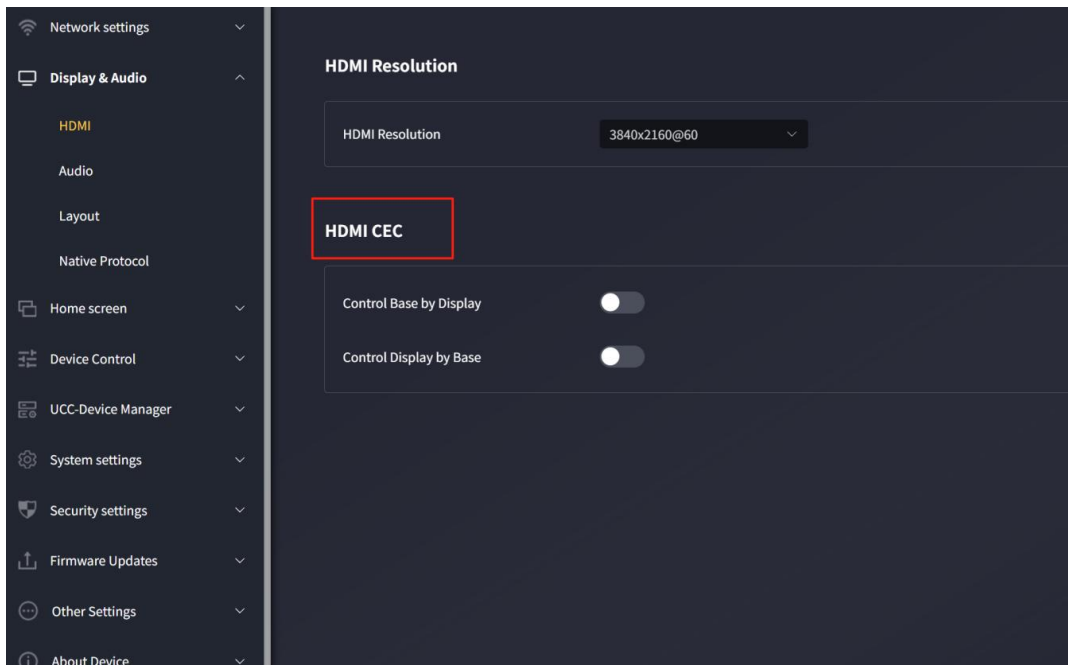 Network settings
Display & Audio
HDMI
Audio
Layout
Native Protocol
Home screen
Device Control
UCC-Device Manager
System settings
Security settings
Firmware Updates
Other Settings
About Device
HDMI Resolution
HDMI Resolution
3840x2160@60
HDMI CEC
Control Base by Display
Control Display by Base